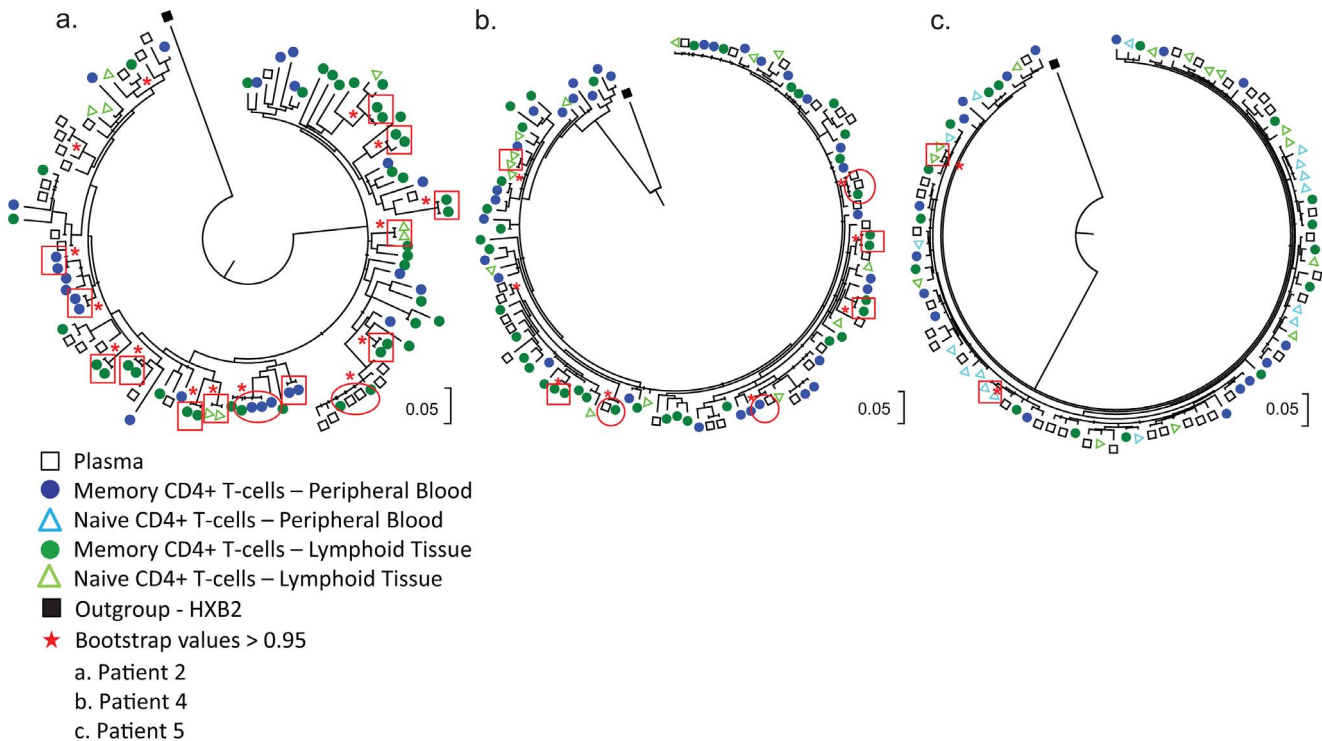 a.
b.
c.
0.05
0.05
0.05
Plasma
Memory CD4+ T-cells – Peripheral Blood
Naive CD4+ T-cells – Peripheral Blood
Memory CD4+ T-cells – Lymphoid Tissue
Naive CD4+ T-cells – Lymphoid Tissue
Outgroup - HXB2
Bootstrap values > 0.95
a. Patient 2
b. Patient 4
c. Patient 5